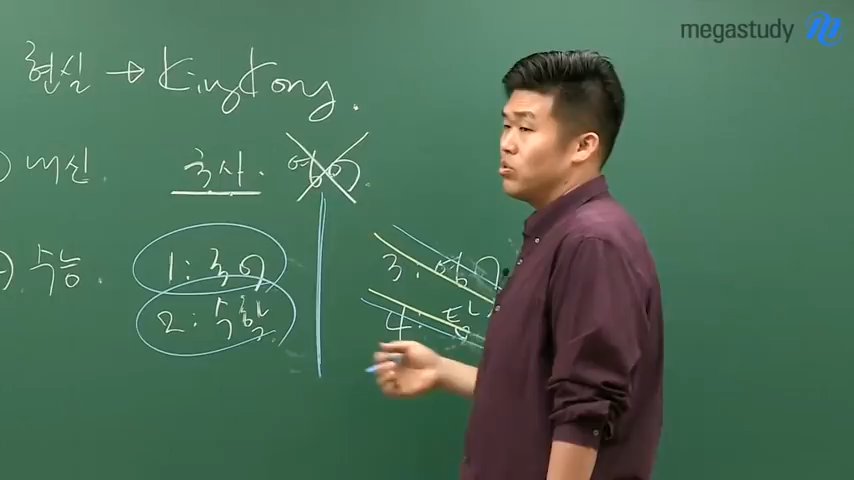 megastudy
현실 → KingKong.
) 내신. 국사. 영어.
) 수능. 1: 국어 3: 영어
2: 수학. 4: 탐